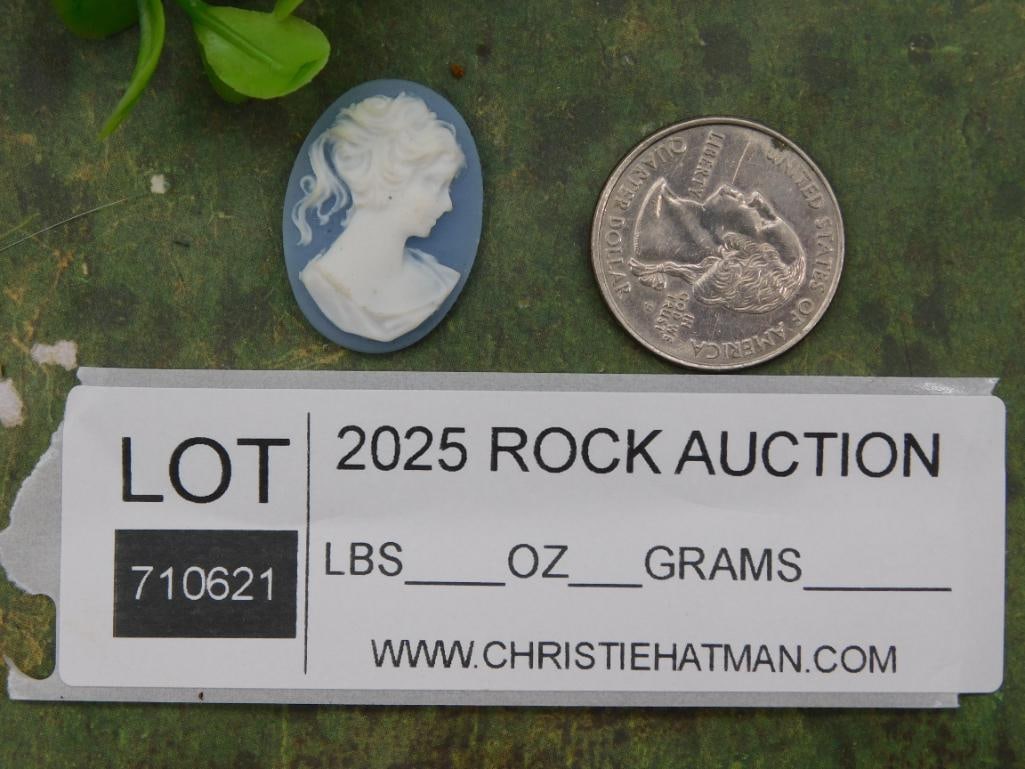 UNITED STATES OF AMERICA
LIBERTY
IN
GOD WE
TRUST
QUARTER DOLLAR
LOT
710621
2025 ROCK AUCTION
LBS____OZ___GRAMS______
WWW.CHRISTIEHATMAN.COM